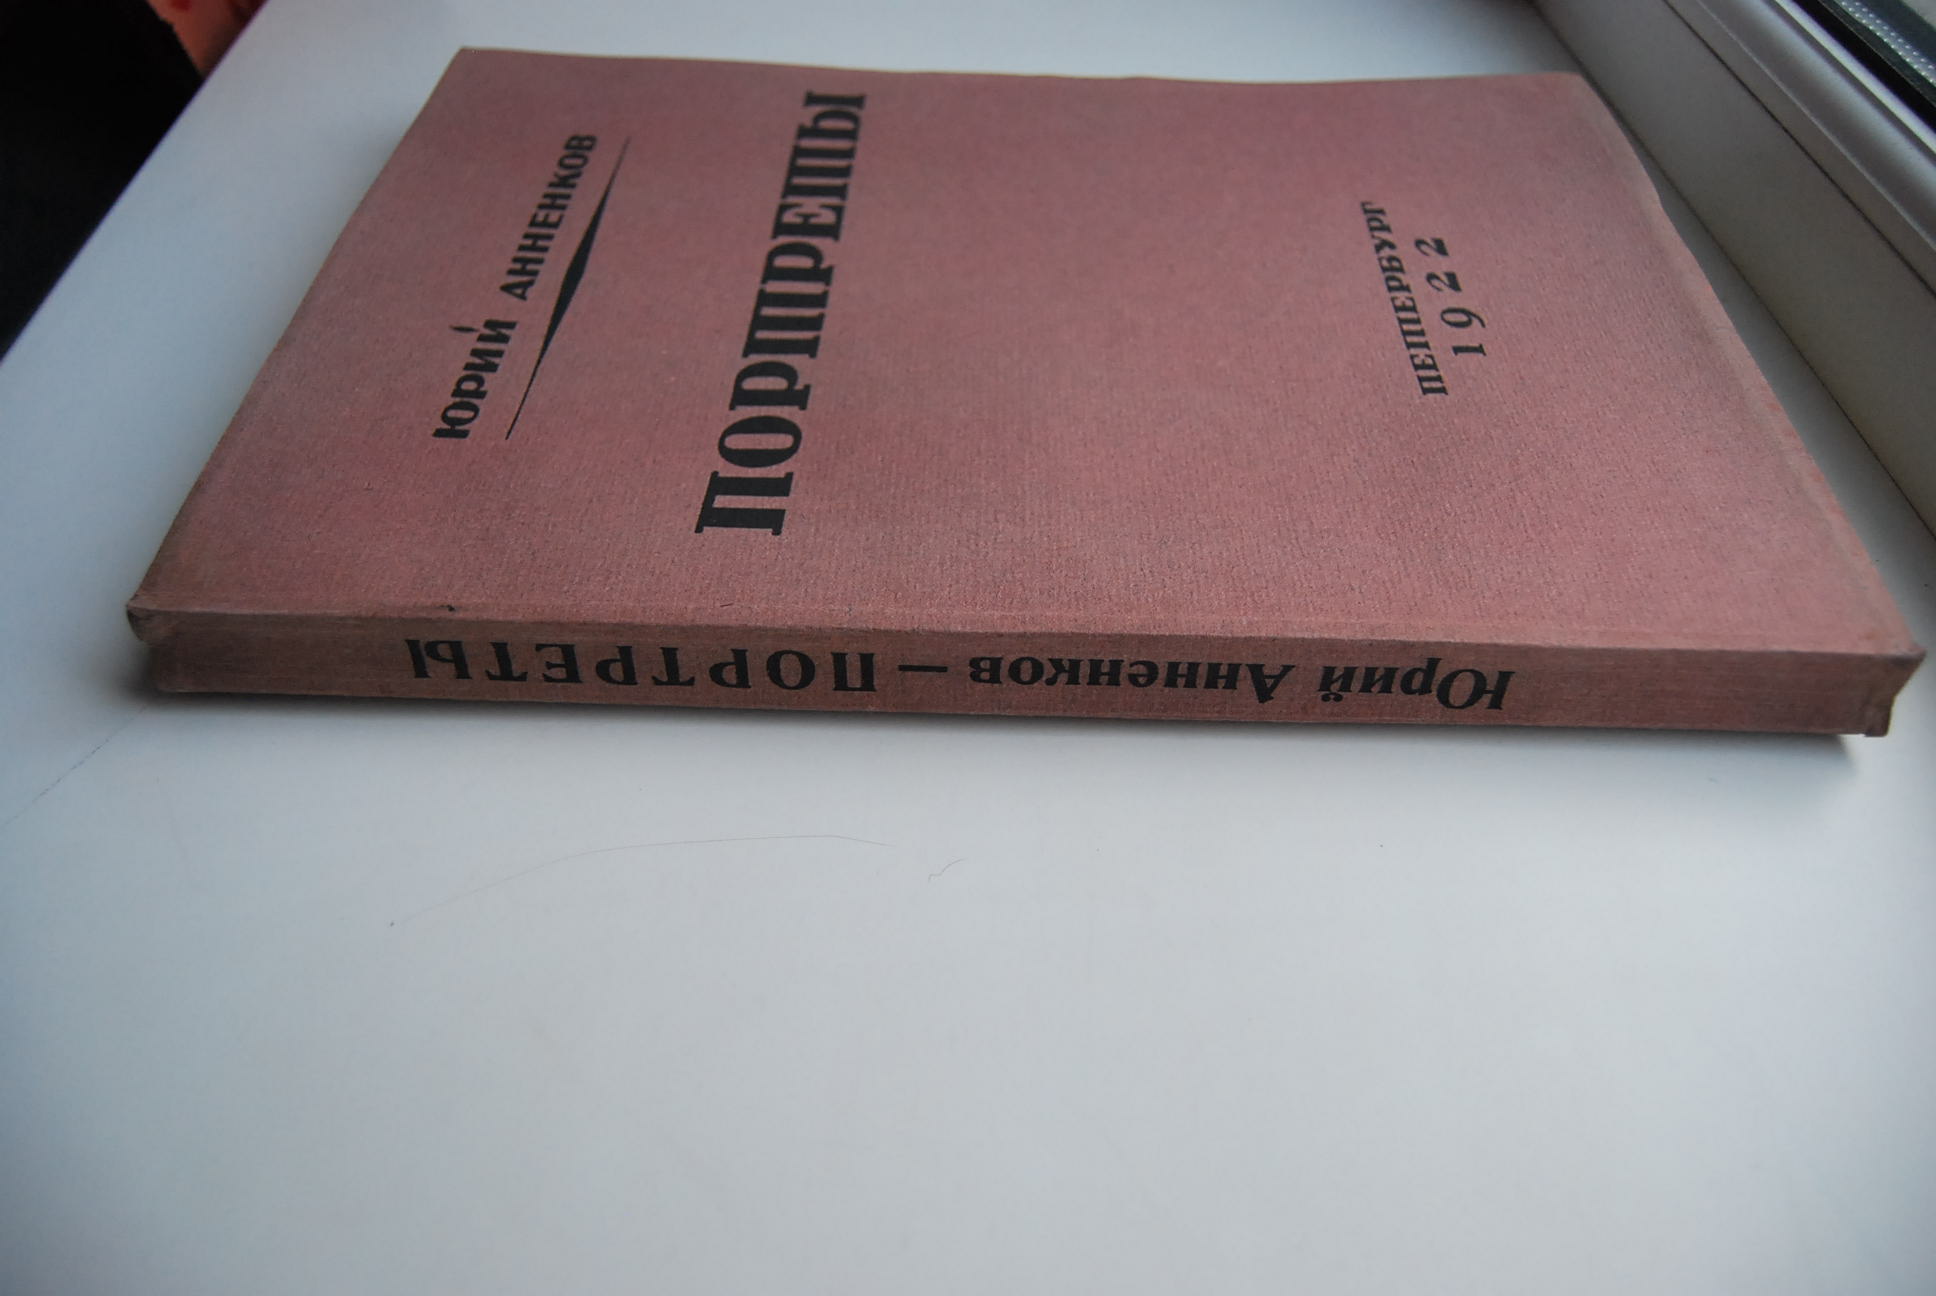 ЮРИЙ АННЕНКОВ
ПОРТРЕТЫ
ПЕТЕРБУРГ
1922
Юрий Анненков — ПОРТРЕТЫ